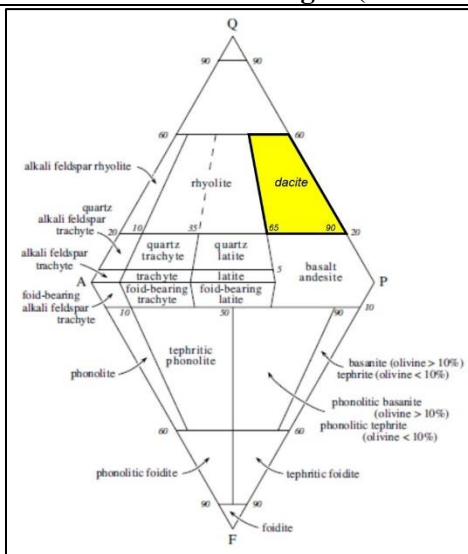 Q
90
90
60
60
alkali feldspar rhyolite
rhyolite
dacite
quartz
alkali feldspar
trachyte
20
10
35
65
90
20
quartz
trachyte
quartz
latite
alkali feldspar
trachyte
5
basalt
andesite
trachyte
latite
A
P
foid-bearing
alkali feldspar
trachyte
foid-bearing
trachyte
foid-bearing
latite
10
50
90
10
tephritic
phonolite
phonolite
basanite (olivine > 10%)
tephrite (olivine < 10%)
phonolitic basanite
(olivine > 10%)
phonolitic tephrite
(olivine < 10%)
60
60
phonolitic foidite
tephritic foidite
90
90
foidite
F